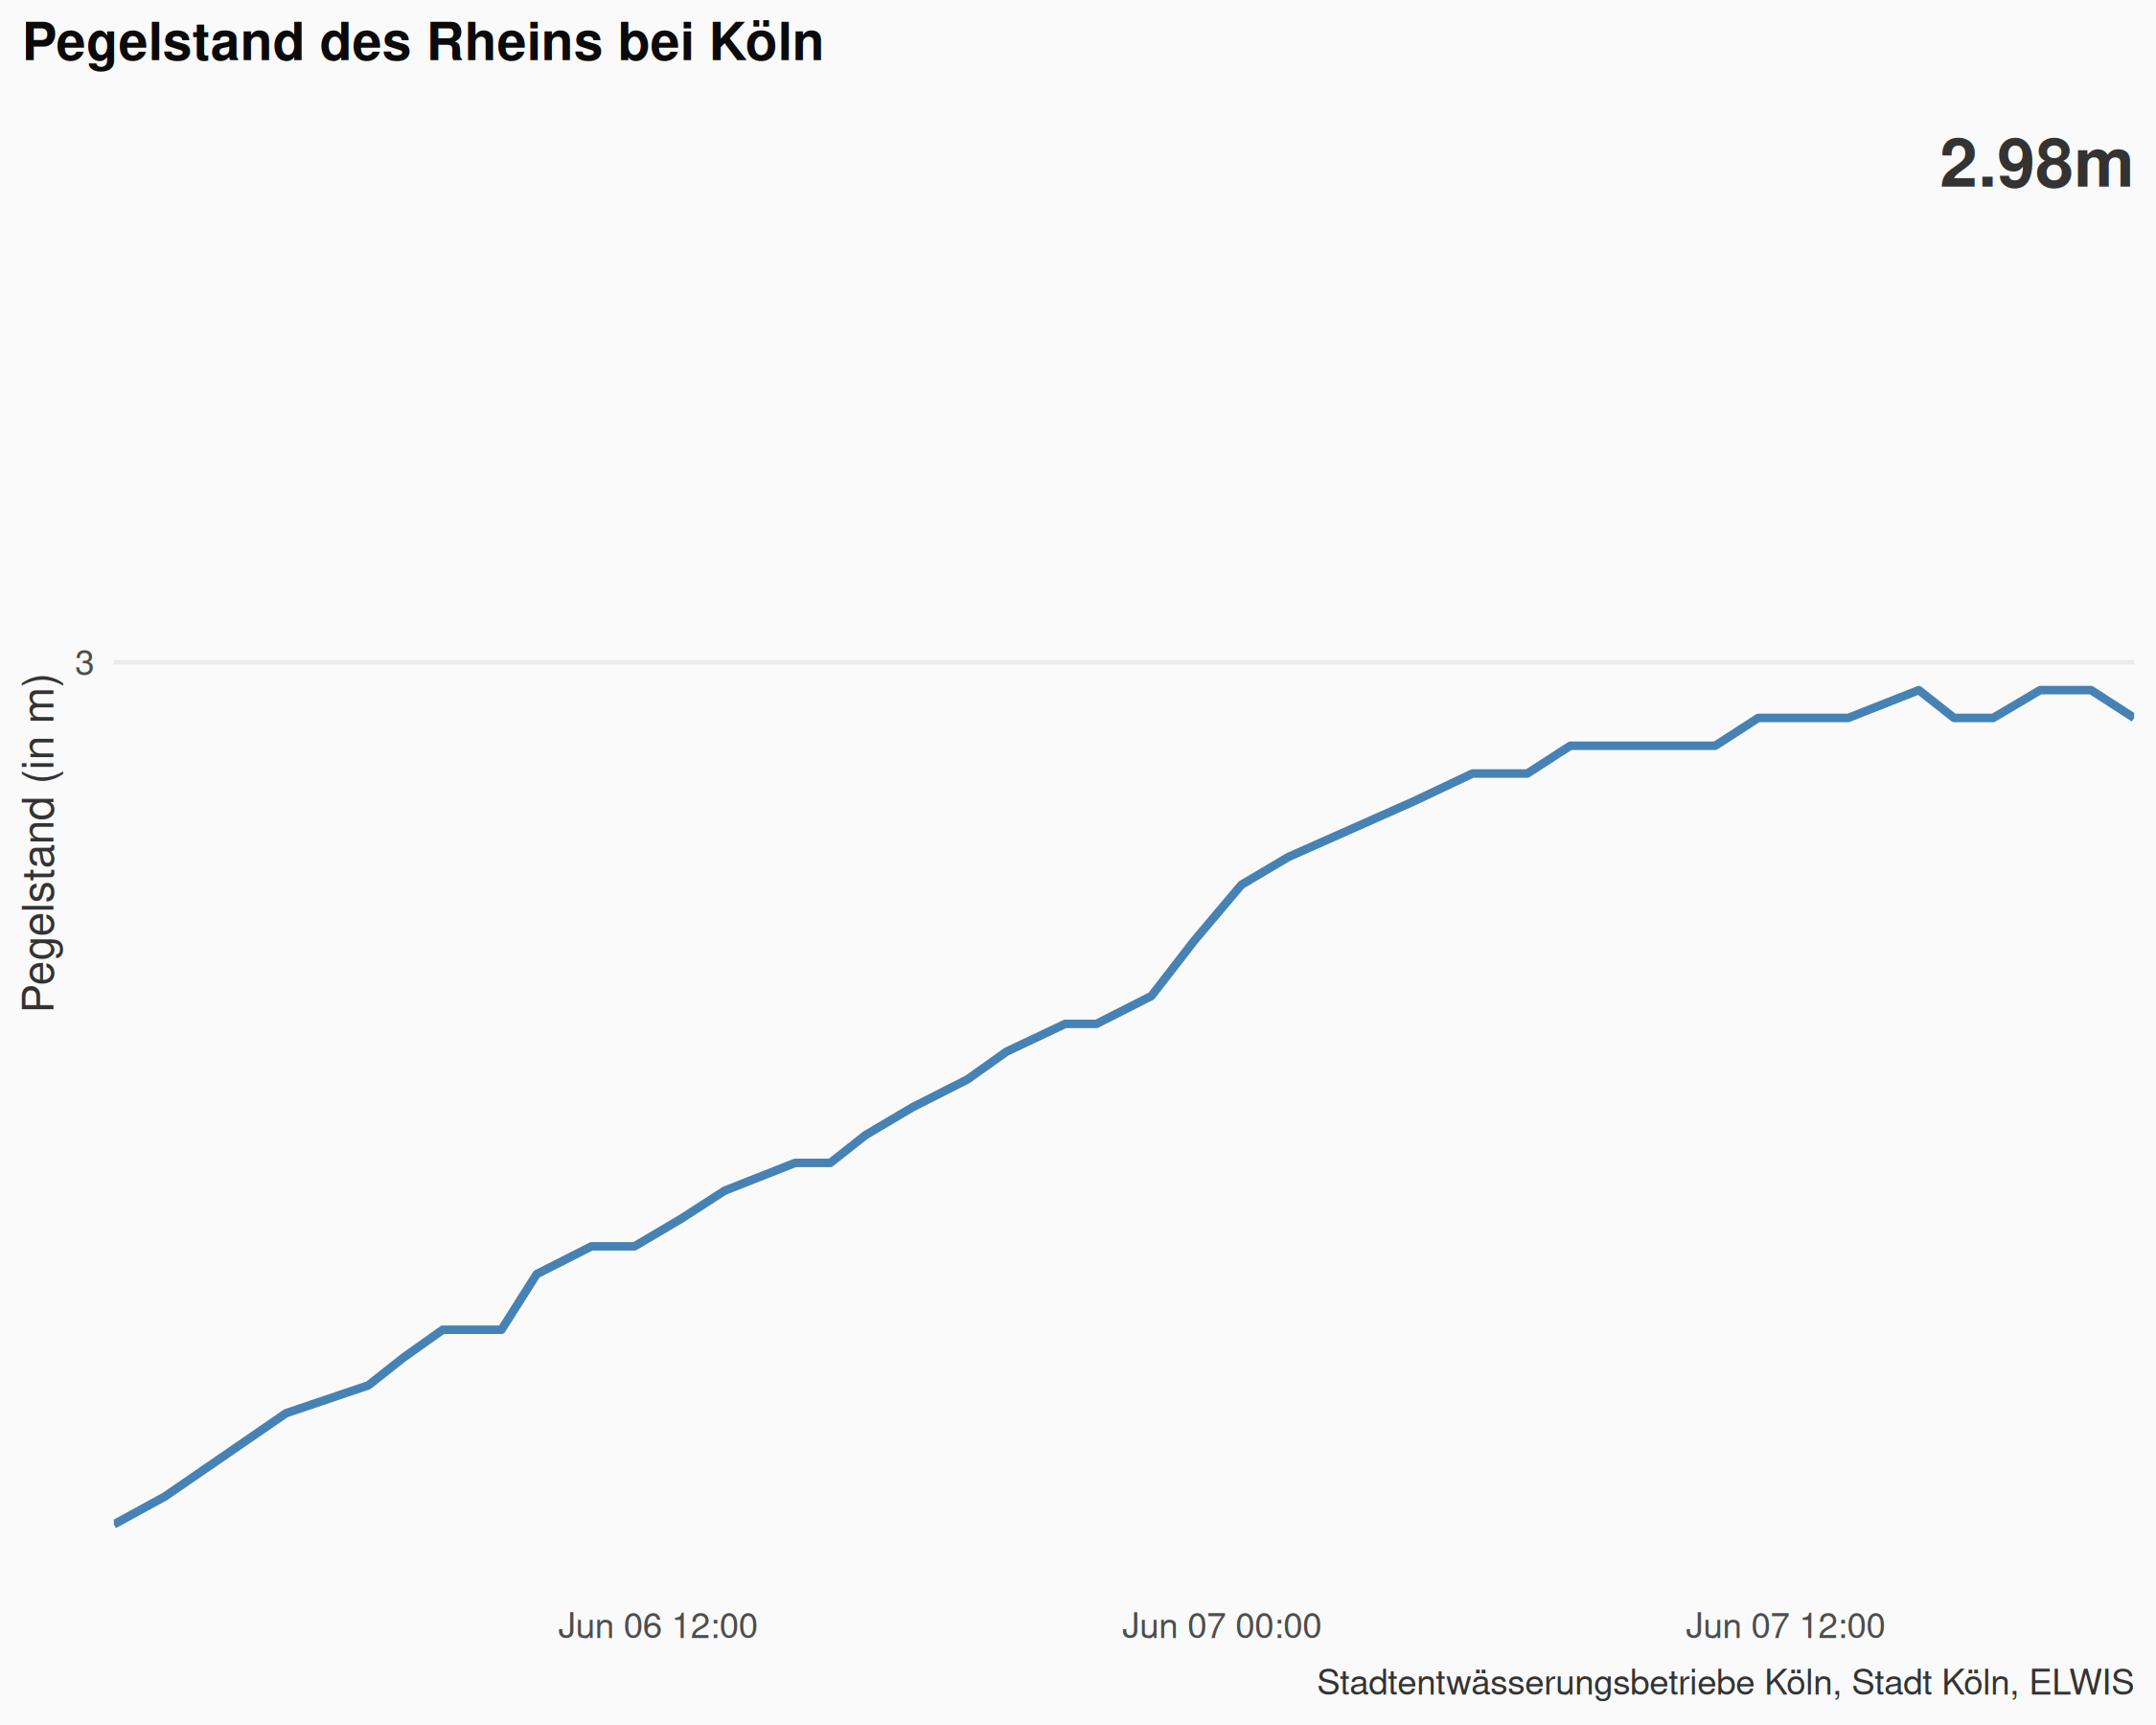 Pegelstand des Rheins bei Köln
2.98m
3
Pegelstand (in m)
Jun 06 12:00
Jun 07 00:00
Jun 07 12:00
Stadtentwässerungsbetriebe Köln, Stadt Köln, ELWIS